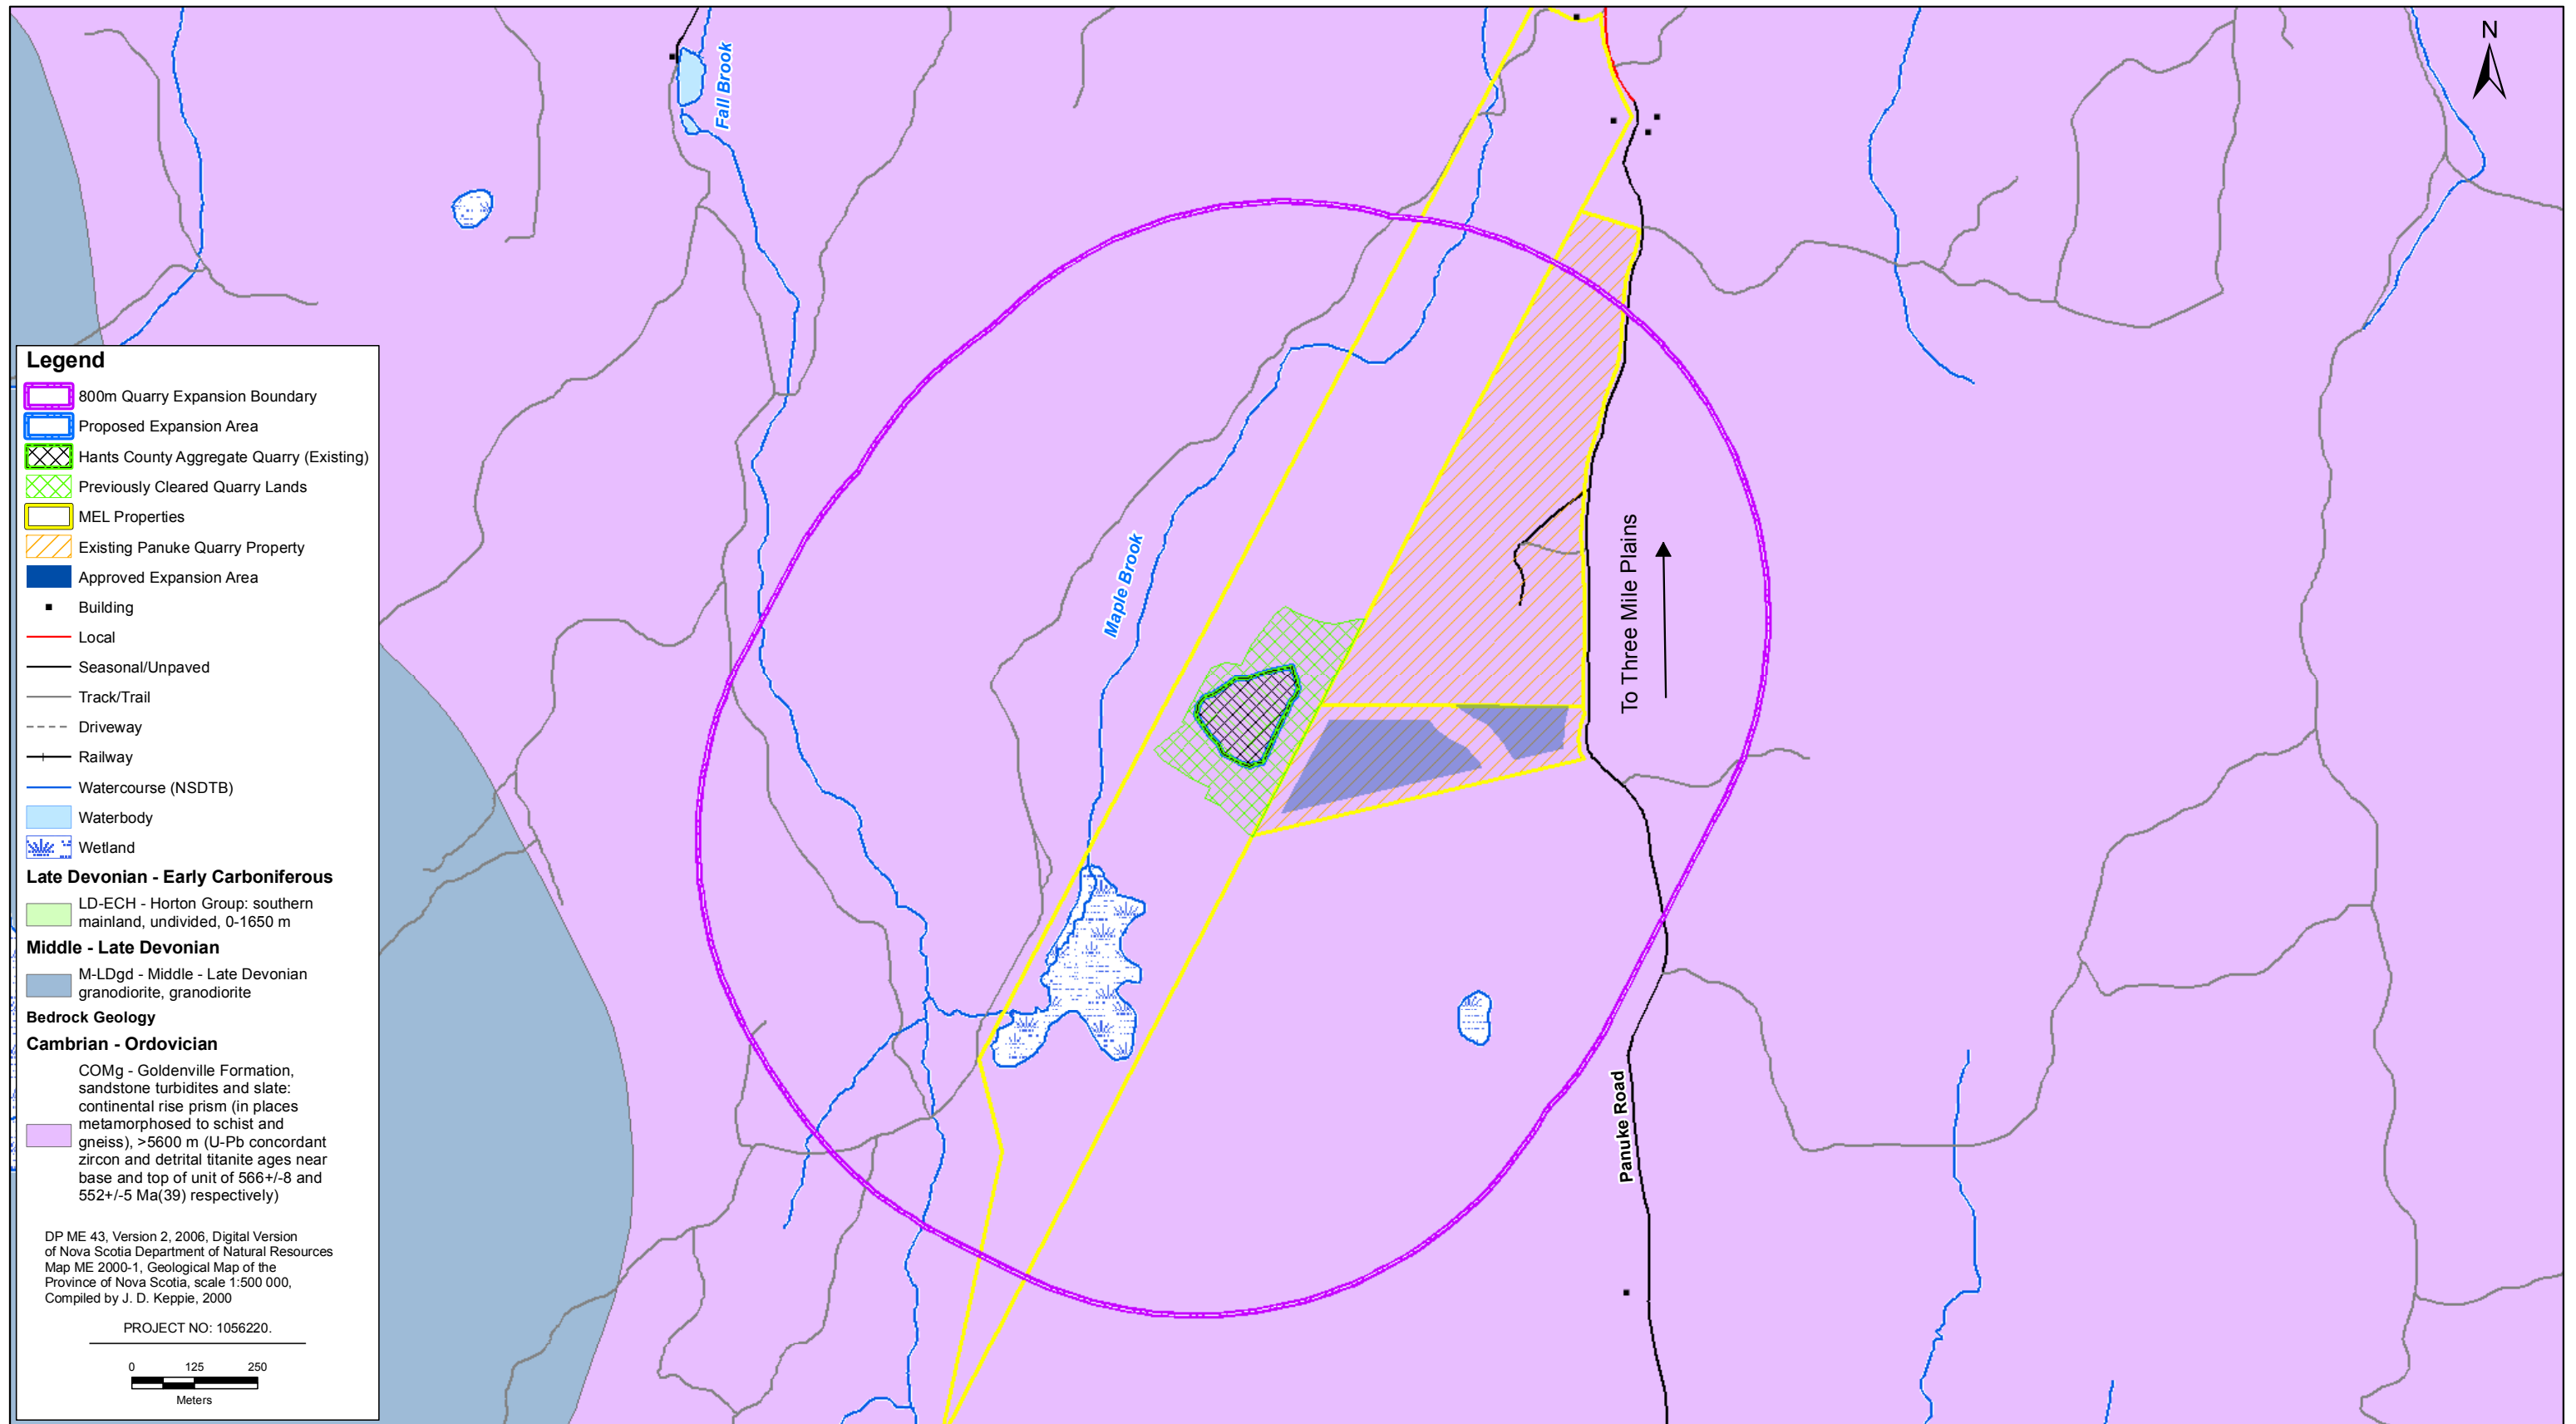 N
Fall Brook
Maple Brook
To Three Mile Plains
Panuke Road
Legend
800m Quarry Expansion Boundary
Proposed Expansion Area
Hants County Aggregate Quarry (Existing)
Previously Cleared Quarry Lands
MEL Properties
Existing Panuke Quarry Property
Approved Expansion Area
Building
Local
Seasonal/Unpaved
Track/Trail
Driveway
Railway
Watercourse (NSDTB)
Waterbody
Wetland
Late Devonian - Early Carboniferous
LD-ECH - Horton Group: southern
mainland, undivided, 0-1650 m
Middle - Late Devonian
M-LDgd - Middle - Late Devonian
granodiorite, granodiorite
Bedrock Geology
Cambrian - Ordovician
COMg - Goldenville Formation,
sandstone turbidites and slate:
continental rise prism (in places
metamorphosed to schist and
gneiss), >5600 m (U-Pb concordant
zircon and detrital titanite ages near
base and top of unit of 566+/-8 and
552+/-5 Ma(39) respectively)
DP ME 43, Version 2, 2006, Digital Version
of Nova Scotia Department of Natural Resources
Map ME 2000-1, Geological Map of the
Province of Nova Scotia, scale 1:500 000,
Compiled by J. D. Keppie, 2000
PROJECT NO: 1056220.
0 125 250
Meters